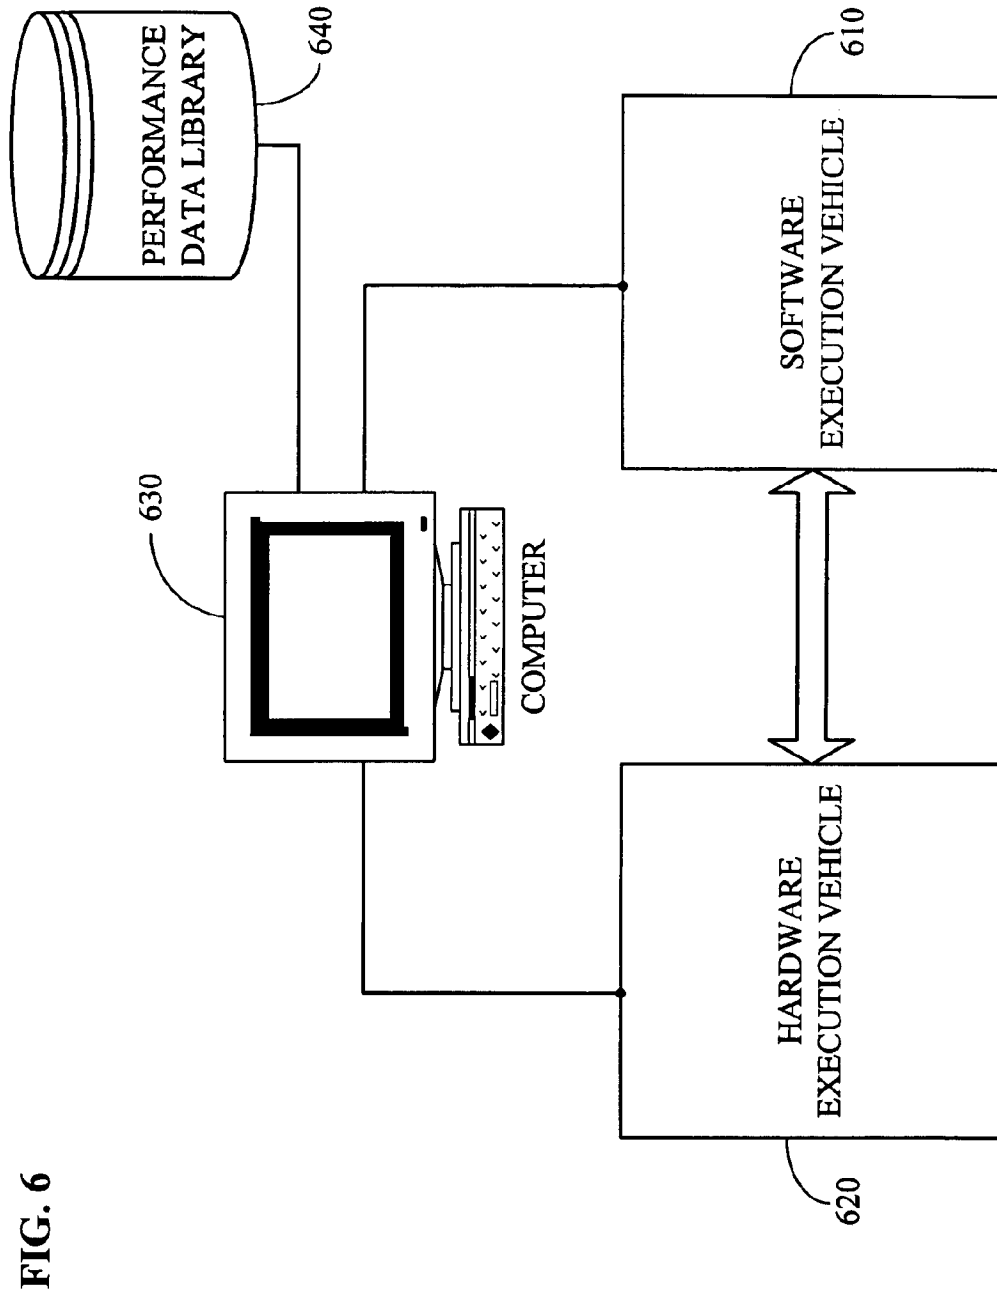 FIG. 6
630
640
PERFORMANCE
DATA LIBRARY
COMPUTER
620
HARDWARE
EXECUTION VEHICLE
SOFTWARE
EXECUTION VEHICLE
610